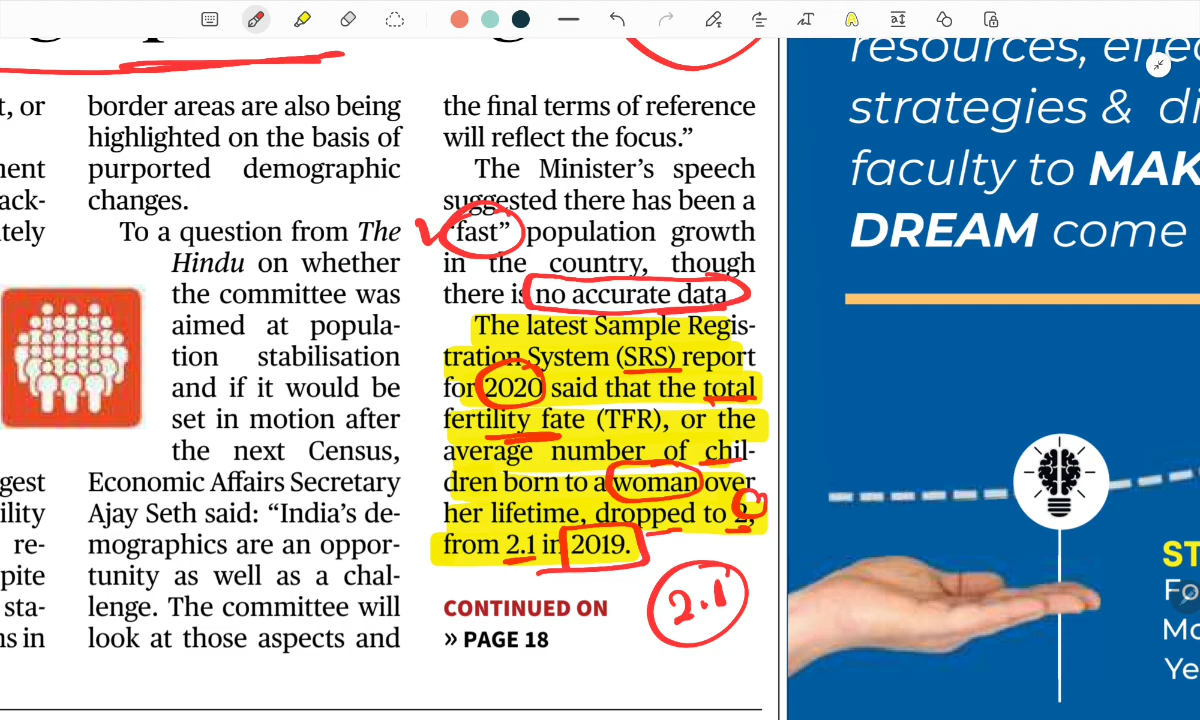 t, or
ment
ack-
tely
gest
ility
re-
pite
sta-
ns in
border areas are also being
highlighted on the basis of
purported demographic
changes.
To a question from The
Hindu on whether
the committee was
aimed at popula-
tion stabilisation
and if it would be
set in motion after
the next Census,
Economic Affairs Secretary
Ajay Seth said: “India’s de-
mographics are an oppor-
tunity as well as a chal-
lenge. The committee will
look at those aspects and
the final terms of reference
will reflect the focus.”
The Minister’s speech
suggested there has been a
“fast” population growth
in the country, though
there is no accurate data
The latest Sample Regis-
tration System (SRS) report
for 2020 said that the total
fertility fate (TFR), or the
average number of chil-
dren born to a woman over
her lifetime, dropped to 2,
from 2.1 in 2019.
2.1
CONTINUED ON
» PAGE 18
resources, effec
strategies & di
faculty to MAK
DREAM come
ST
Fo
Mo
Ye